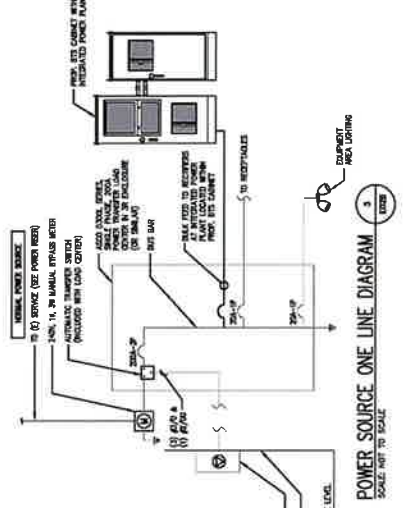 PROP. BTS CABINET WITH
INTEGRATED POWER PLANT
NORMAL POWER SOURCE
TO (E) SERVICE (SEE POWER RISER)
240V, 1Φ, 3W MANUAL BYPASS METER
AUTOMATIC TRANSFER SWITCH
(INCLUDED WITH LOAD CENTER)
SERIES,
SINGLE PHASE, 200A
POWER TRANSFER LOAD
CENTER IN 3R ENCLOSURE
(OR SIMILAR)
BUS BAR
BULK FEED TO RECTIFIERS
AT INTEGRATED POWER
PLANT LOCATED WITHIN
PROP. BTS CABINET
TO RECEPTACLES
EQUIPMENT
AREA LIGHTING
200A-2P
20A-1P
20A-1P
M
LEVEL
POWER SOURCE ONE LINE DIAGRAM
SCALE: NOT TO SCALE
3